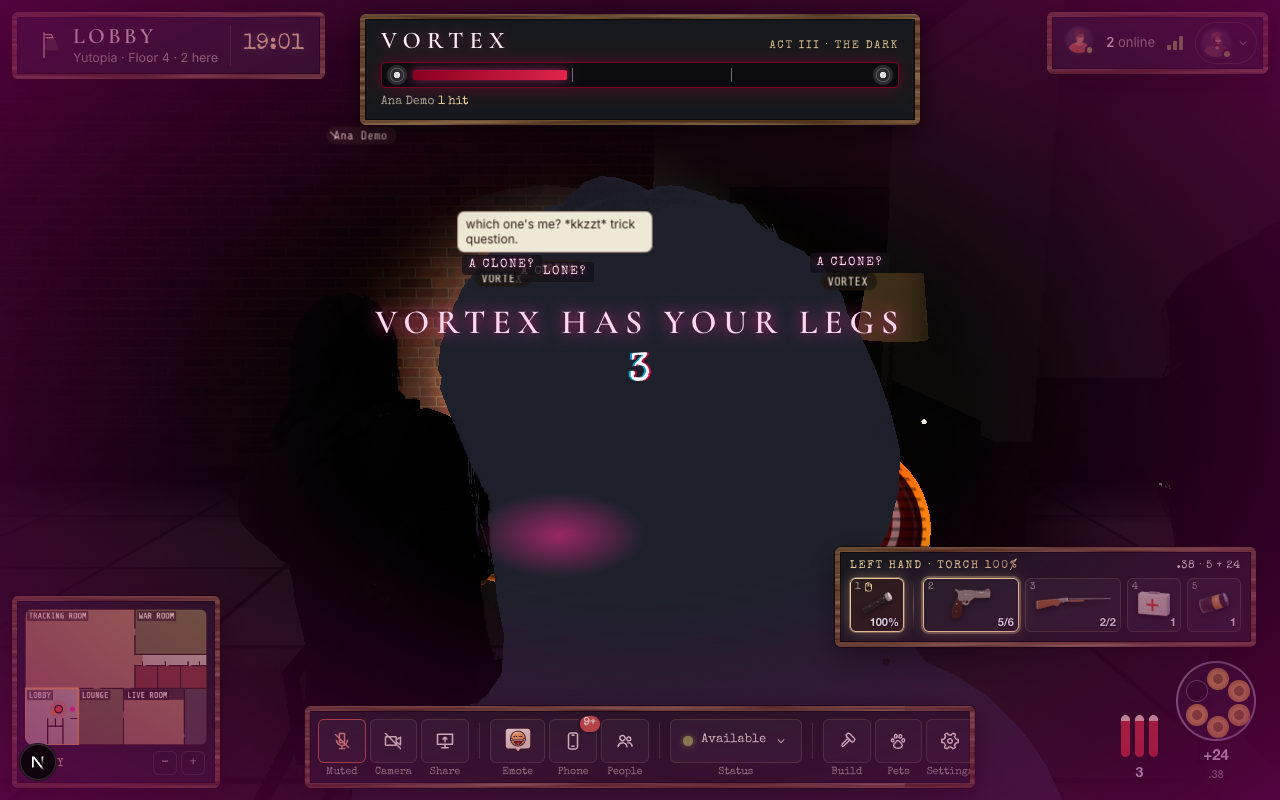 LOBBY
Yutopia · Floor 4 · 2 here
19:01
VORTEX
ACT III · THE DARK
Ana Demo 1 hit
2 online
Ana Demo
which one's me? *kkzzt* trick
question.
A CLONE?
CLONE?
VORTEX
A CLONE?
VORTEX
VORTEX HAS YOUR LEGS
3
LEFT HAND · TORCH 100%
.38 · 5 + 24
1
100%
2
5/6
3
2/2
4
1
5
1
TRACKING ROOM
WAR ROOM
LOBBY
LOUNGE
LIVE ROOM
N
Y
−
+
Muted
Camera
Share
Emote
9+
Phone
People
Available
Status
Build
Pets
Setting
3
+24
.38